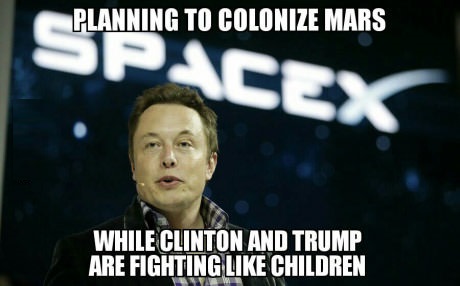 PLANNING TO COLONIZE MARS
SPACEX
WHILE CLINTON AND TRUMP
ARE FIGHTING LIKE CHILDREN